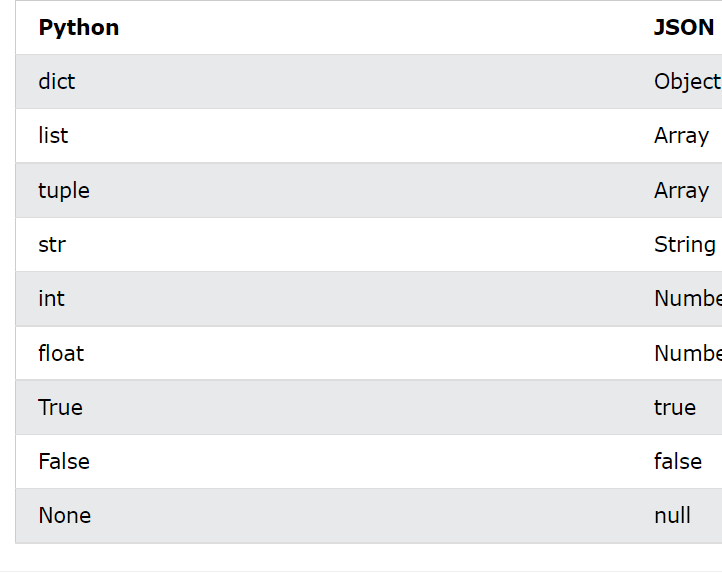 Python JSON
dict Object
list Array
tuple Array
str String
int Numbe
float Numbe
True true
False false
None null